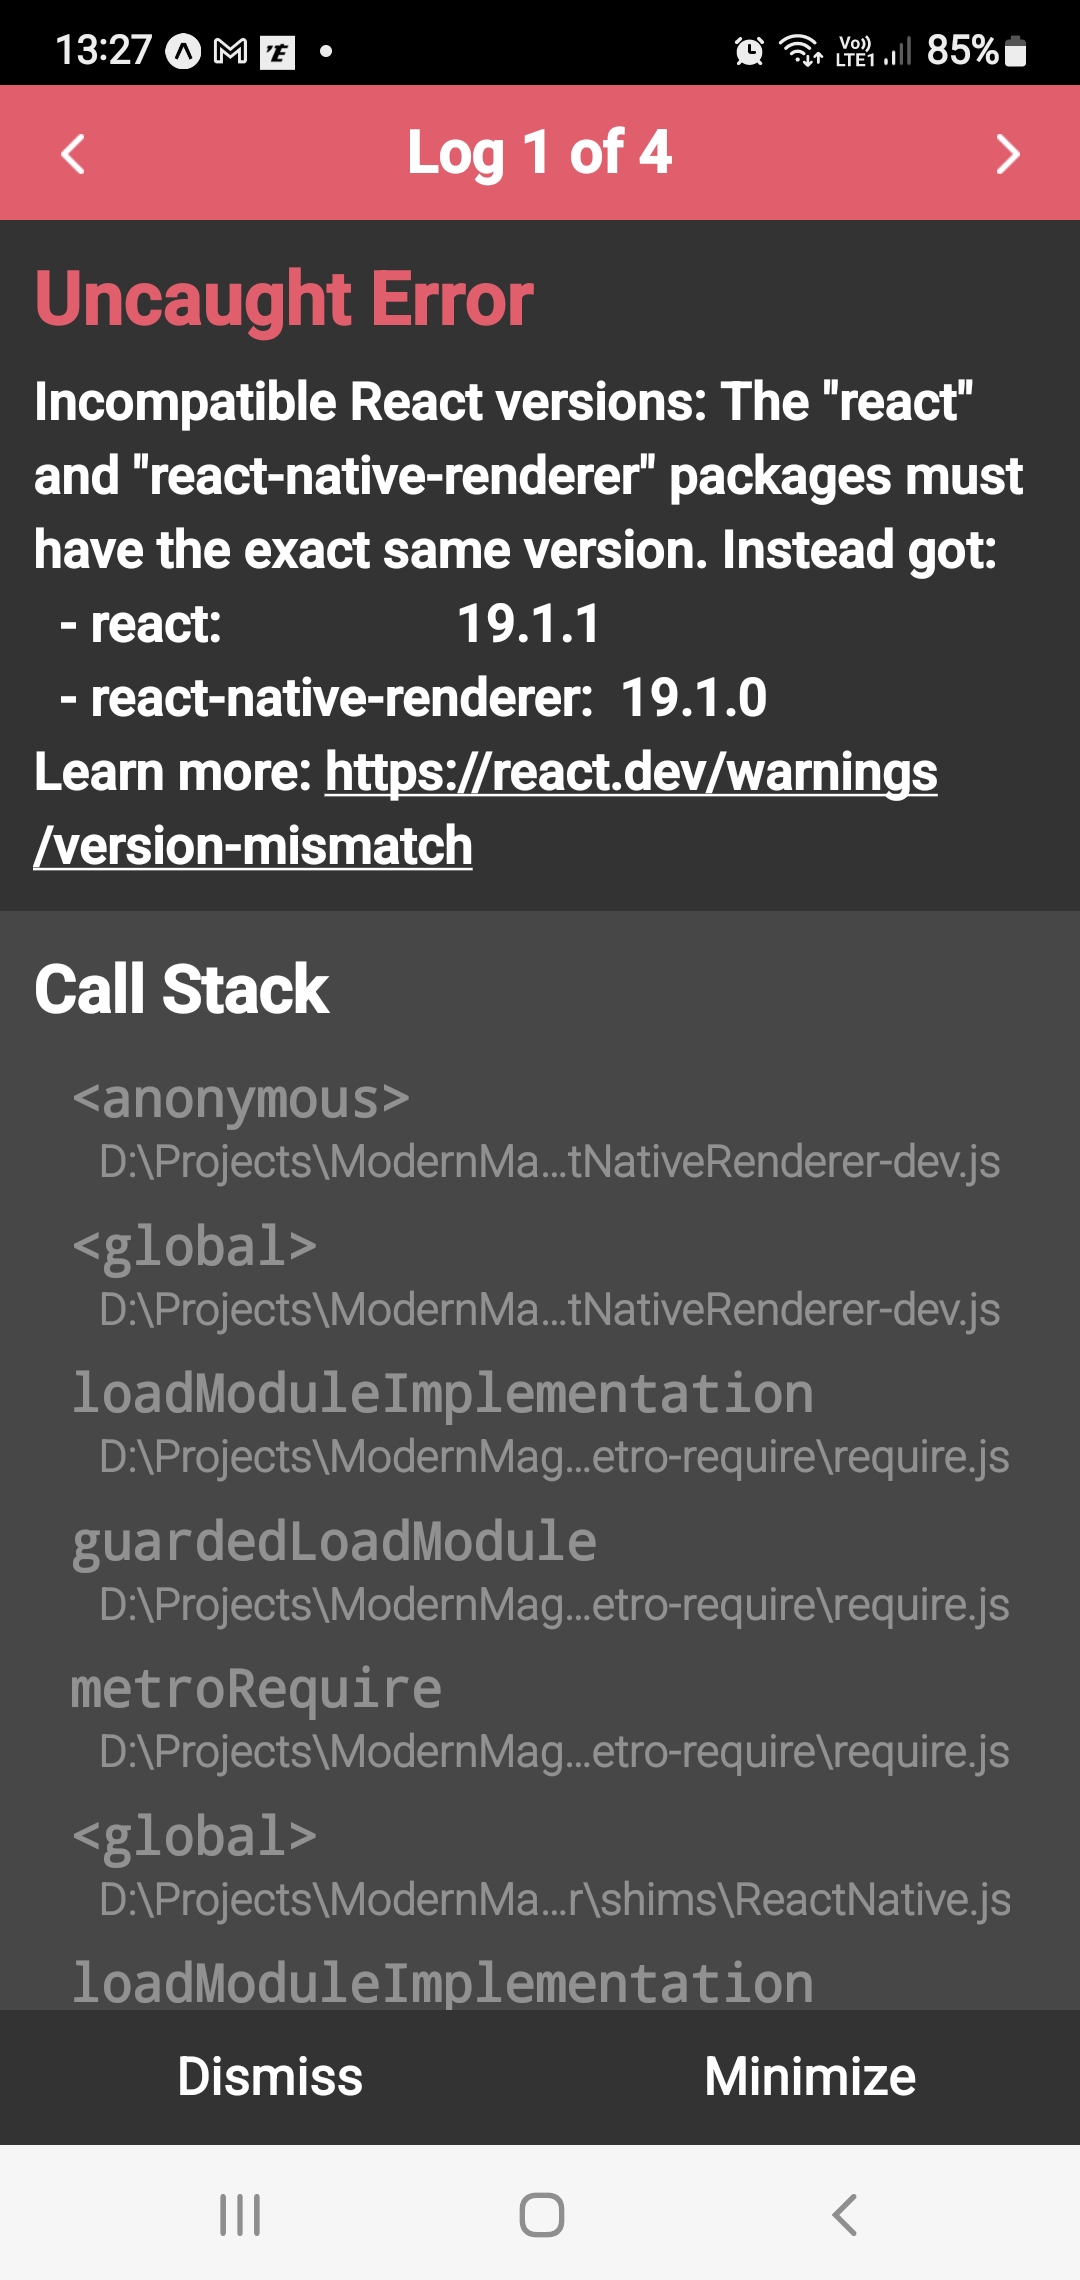 13:27
Vo))
LTE1
85%
Log 1 of 4
Uncaught Error
Incompatible React versions: The "react"
and "react-native-renderer" packages must
have the exact same version. Instead got:
- react: 19.1.1
- react-native-renderer: 19.1.0
Learn more: https://react.dev/warnings
/version-mismatch
Call Stack
<anonymous>
D:\Projects\ModernMa...tNativeRenderer-dev.js
<global>
D:\Projects\ModernMa...tNativeRenderer-dev.js
loadModuleImplementation
D:\Projects\ModernMag...etro-require\require.js
guardedLoadModule
D:\Projects\ModernMag...etro-require\require.js
metroRequire
D:\Projects\ModernMag...etro-require\require.js
<global>
D:\Projects\ModernMa...r\shims\ReactNative.js
loadModuleImplementation
Dismiss
Minimize